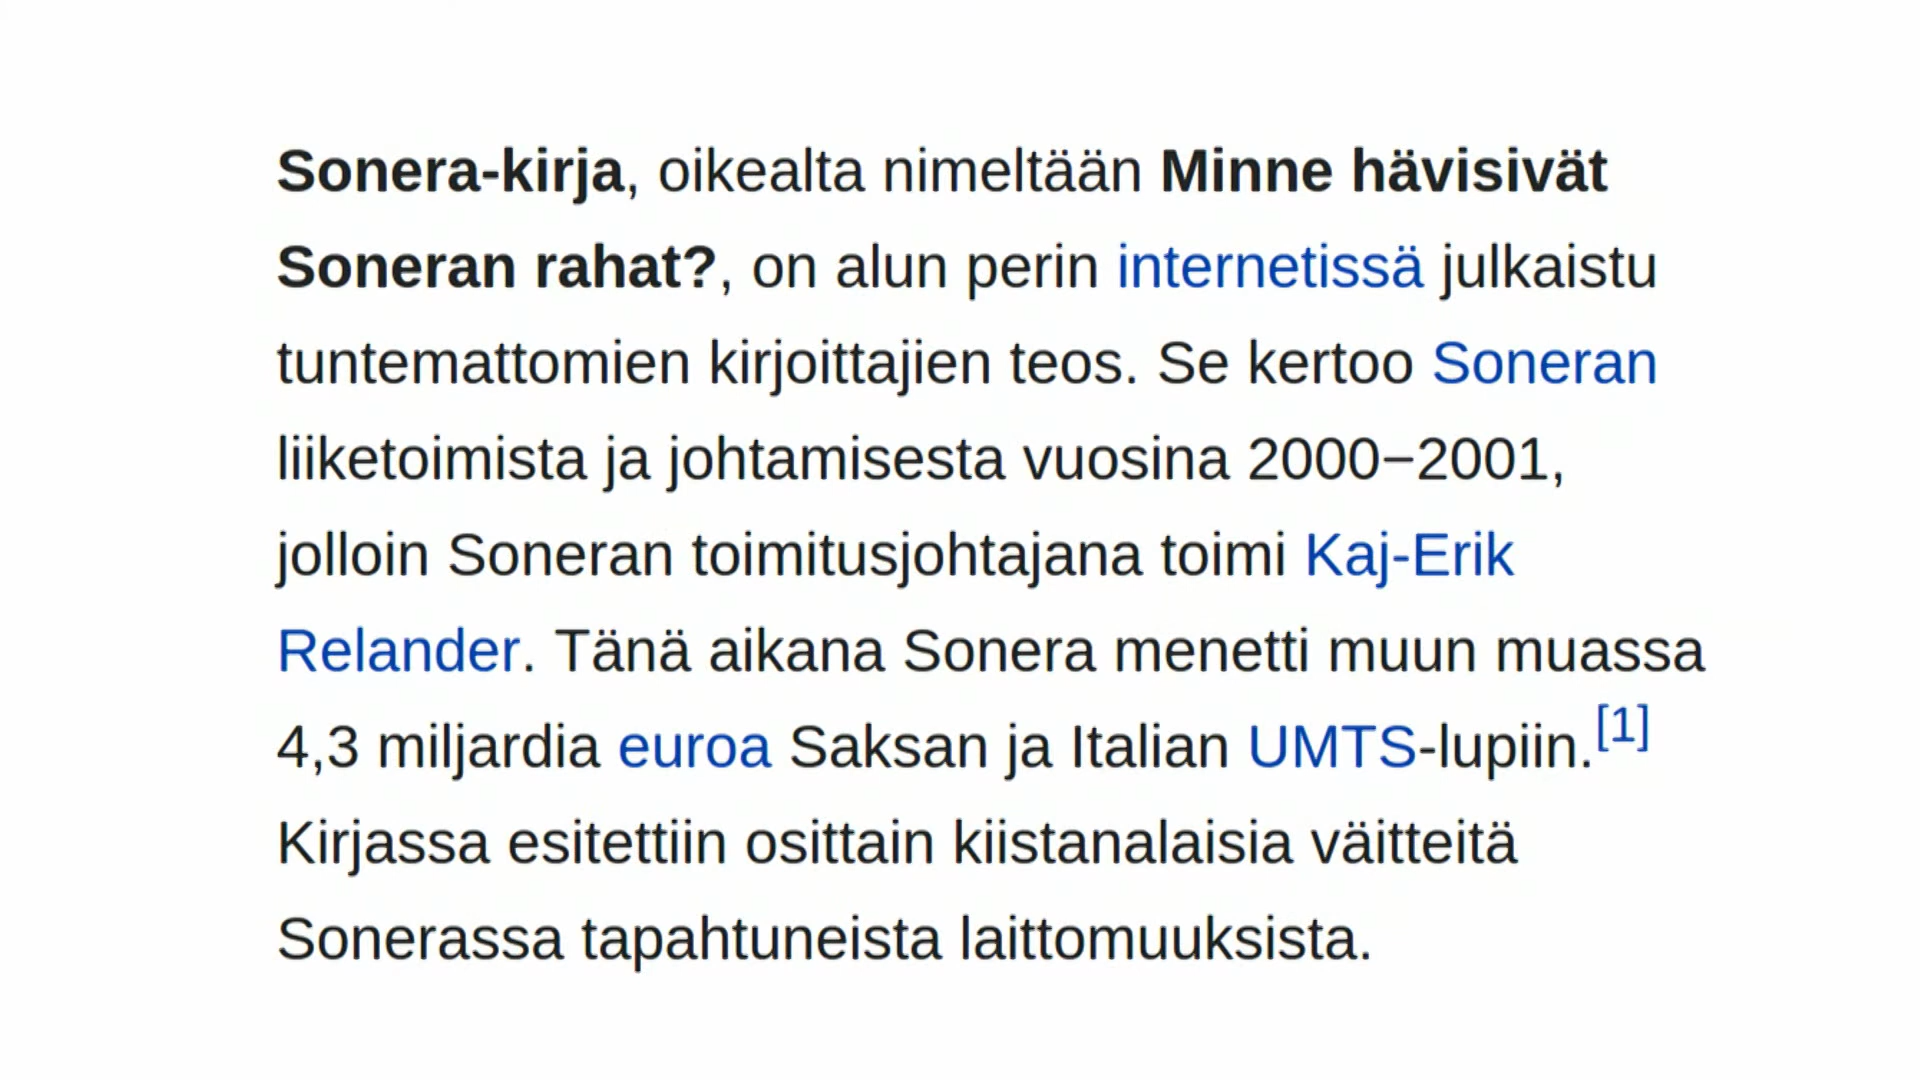 Sonera-kirja, oikealta nimeltään Minne hävisivät
Soneran rahat?, on alun perin internetissä julkaistu
tuntemattomien kirjoittajien teos. Se kertoo Soneran
liiketoimista ja johtamisesta vuosina 2000−2001,
jolloin Soneran toimitusjohtajana toimi Kaj-Erik
Relander. Tänä aikana Sonera menetti muun muassa
4,3 miljardia euroa Saksan ja Italian UMTS-lupiin.[1]
Kirjassa esitettiin osittain kiistanalaisia väitteitä
Sonerassa tapahtuneista laittomuuksista.